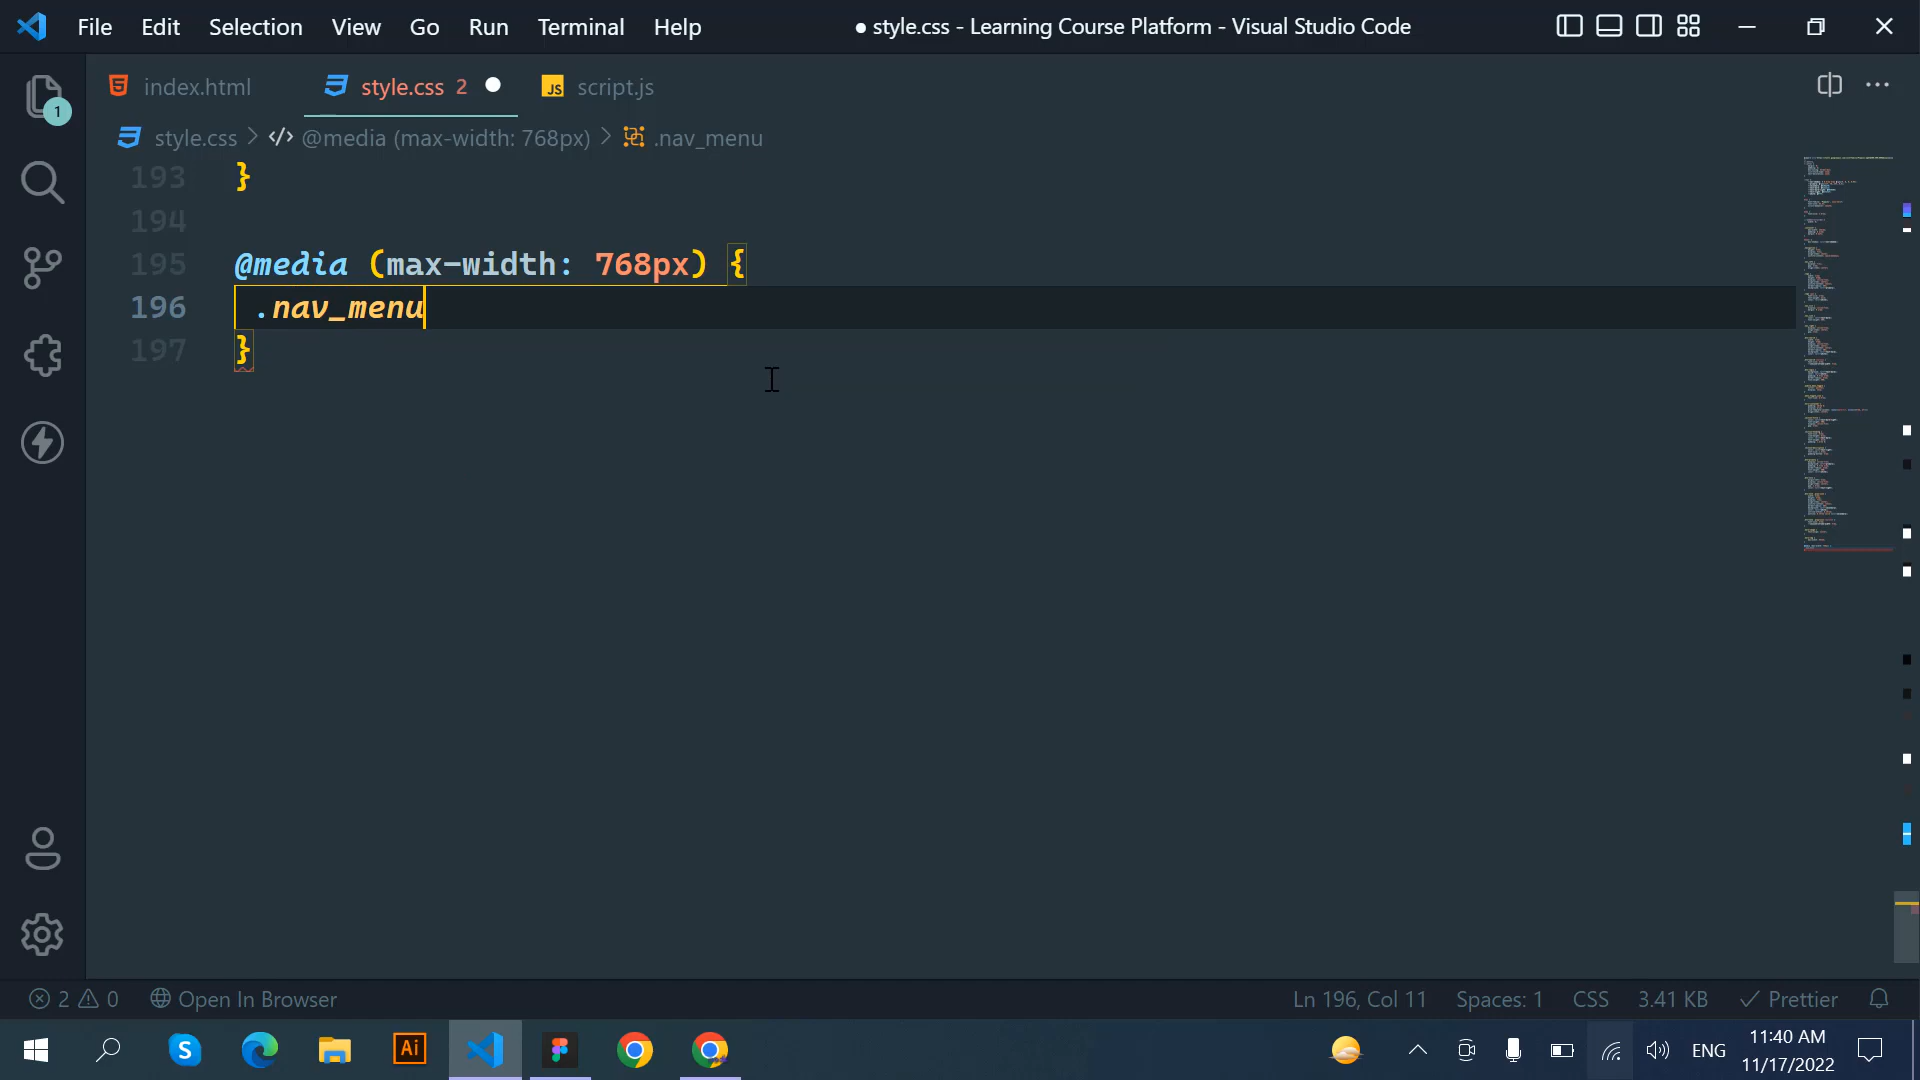 File Edit Selection View Go Run Terminal Help
● style.css - Learning Course Platform - Visual Studio Code
index.html
style.css 2
JS script.js
style.css > </> @media (max-width: 768px) > .nav_menu
1
193 }
194
195 @media (max-width: 768px) {
196 .nav_menu
197 }
2 0 Open In Browser
Ln 196, Col 11 Spaces: 1 CSS 3.41 KB ✓ Prettier
S
Ai
ENG
11:40 AM
11/17/2022